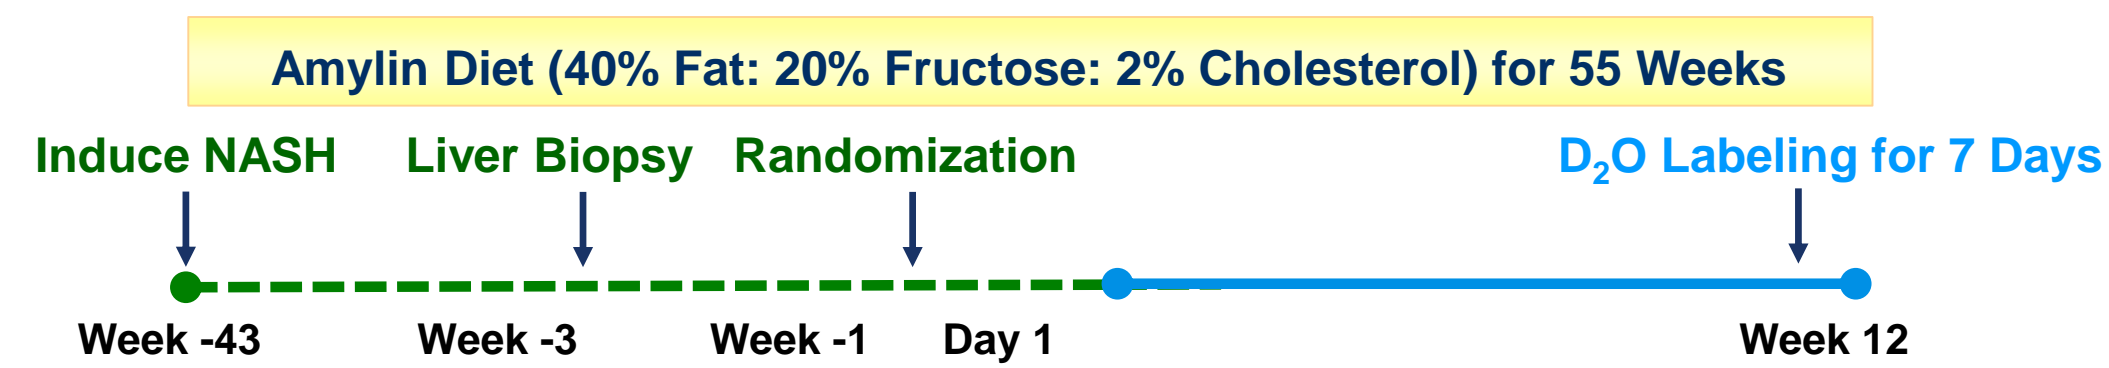 Amylin Diet (40% Fat: 20% Fructose: 2% Cholesterol) for 55 Weeks
Induce NASH Liver Biopsy Randomization D₂O Labeling for 7 Days
Week -43 Week -3 Week -1 Day 1 Week 12